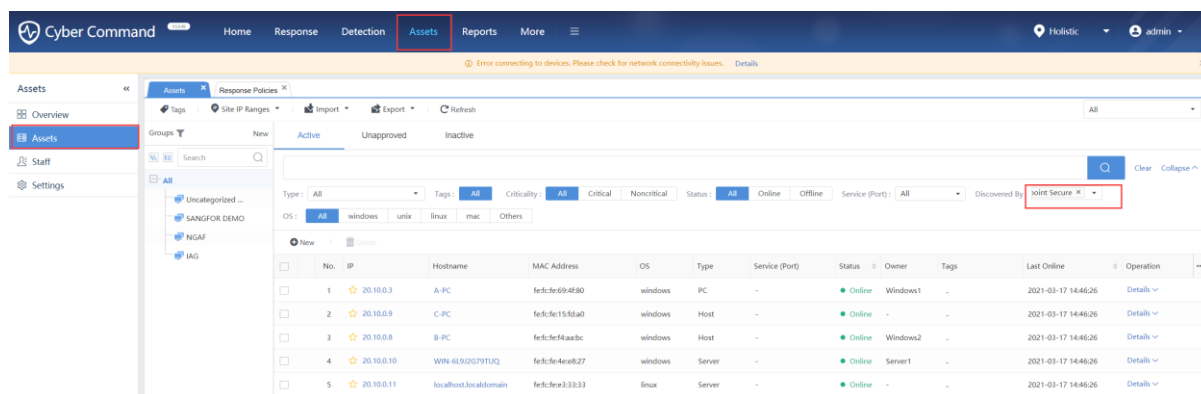 Cyber Command Home Response Detection Assets Reports More Holistic admin
Error connecting to devices. Please check for network connectivity issues. Details
Assets «
Assets × Response Policies ×
Tags Site IP Ranges Import Export Refresh All
Overview
Assets
Staff
Settings
Groups New
Search
All
Uncategorized ...
SANGFOR DEMO
NGAF
IAG
Active Unapproved Inactive
Clear Collapse
Type : All Tags : All Criticality : All Critical Noncritical Status : All Online Offline Service (Port) : All Discovered By point Secure ×
OS : All windows unix linux mac Others
New Delete
No. IP Hostname MAC Address OS Type Service (Port) Status Owner Tags Last Online Operation
1 20.10.0.3 A-PC fe:fc:fe:69:4f:80 windows PC - Online Windows1 - 2021-03-17 14:46:26 Details
2 20.10.0.9 C-PC fe:fc:fe:15:fd:a0 windows Host - Online - - 2021-03-17 14:46:26 Details
3 20.10.0.8 B-PC fe:fc:fe:f4:aa:bc windows Host - Online Windows2 - 2021-03-17 14:46:26 Details
4 20.10.0.10 WIN-6L9J2G79TUQ fe:fc:fe:4e:e8:27 windows Server - Online Server1 - 2021-03-17 14:46:26 Details
5 20.10.0.11 localhost.localdomain fe:fc:fe:e3:33:33 linux Server - Online - - 2021-03-17 14:46:26 Details